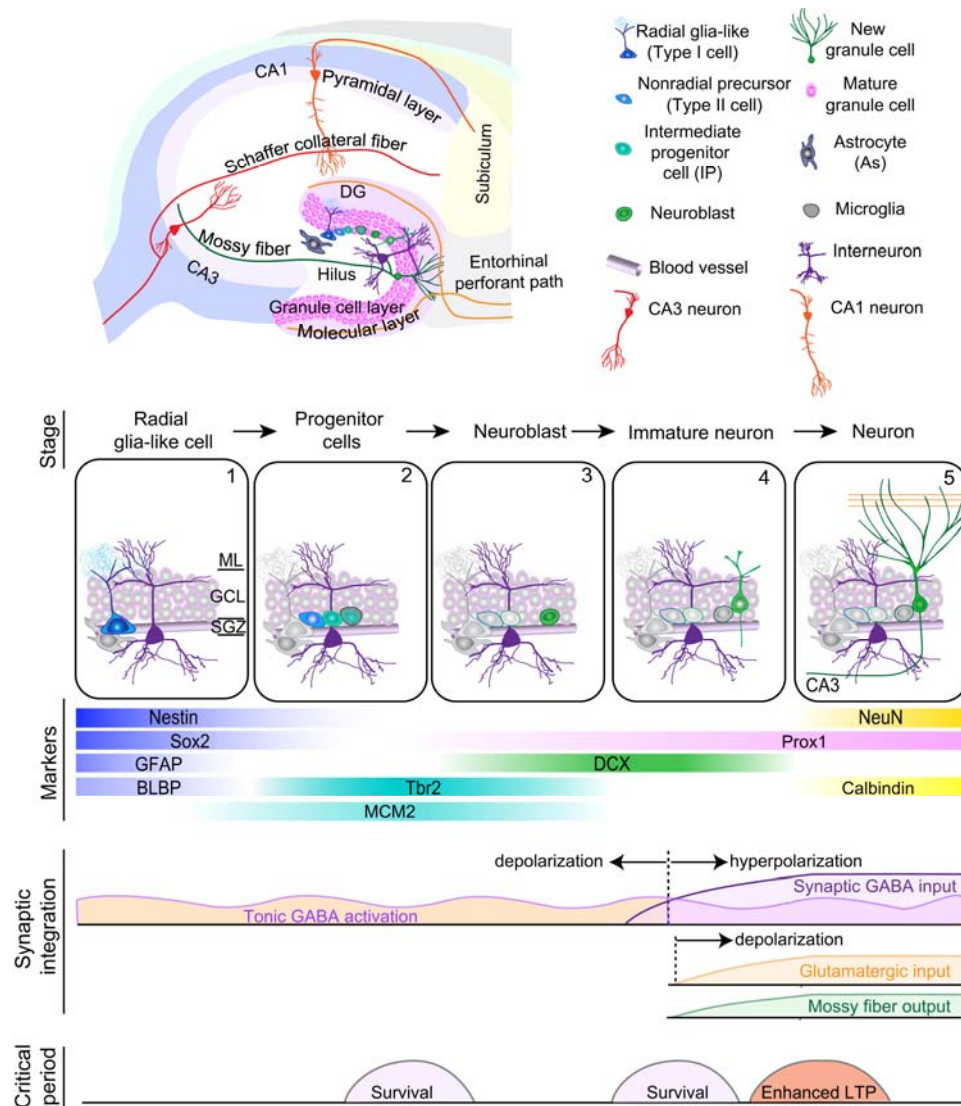 CA1
Pyramidal layer
Schaffer collateral fiber
Subiculum
DG
Mossy fiber
Hilus
CA3
Entorhinal
perforant path
Granule cell layer
Molecular layer
Radial glia-like
(Type I cell)
New
granule cell
Nonradial precursor
(Type II cell)
Mature
granule cell
Intermediate
progenitor
cell (IP)
Astrocyte
(As)
Neuroblast
Microglia
Blood vessel
Interneuron
CA3 neuron
CA1 neuron
Stage
Radial
glia-like cell
Progenitor
cells
Neuroblast
Immature neuron
Neuron
1
2
3
4
5
ML
GCL
SGZ
CA3
Markers
Nestin
NeuN
Sox2
Prox1
GFAP
DCX
BLBP
Tbr2
Calbindin
MCM2
Synaptic
integration
depolarization
hyperpolarization
Synaptic GABA input
Tonic GABA activation
depolarization
Glutamatergic input
Mossy fiber output
Critical
period
Survival
Survival
Enhanced LTP